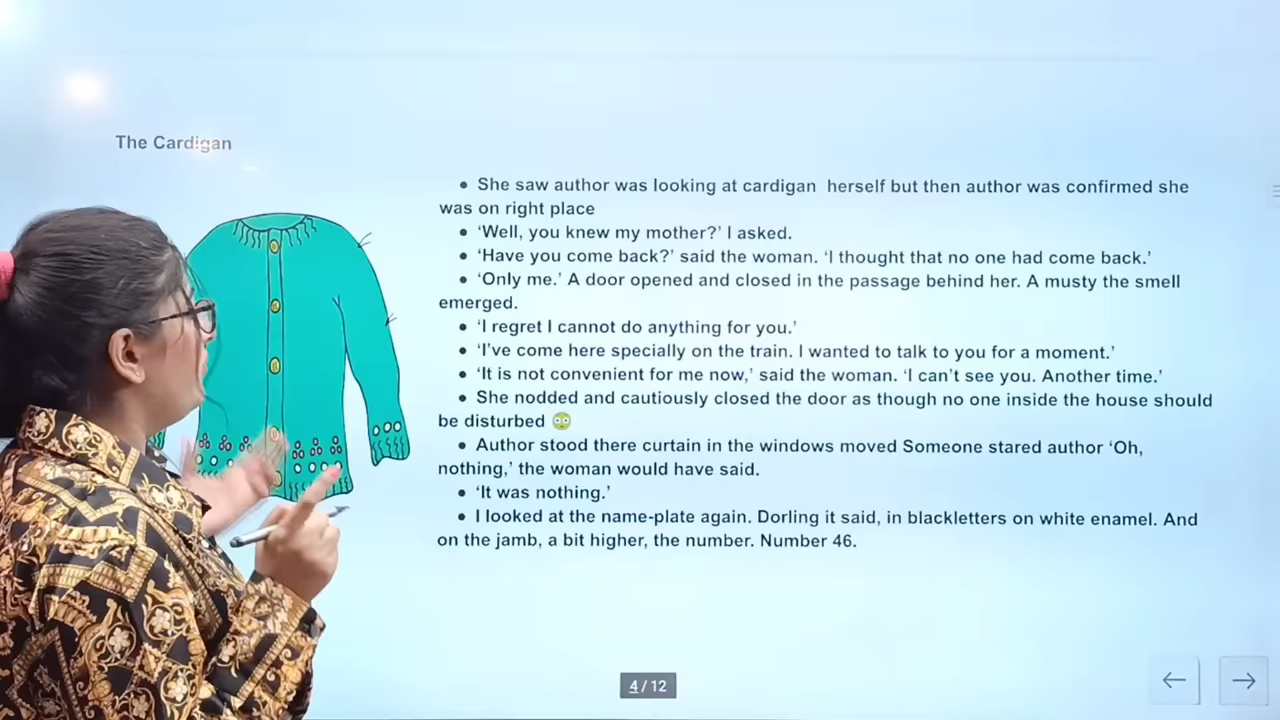 The Cardigan
• She saw author was looking at cardigan herself but then author was confirmed she
was on right place
• ‘Well, you knew my mother?’ I asked.
• ‘Have you come back?’ said the woman. ‘I thought that no one had come back.’
• ‘Only me.’ A door opened and closed in the passage behind her. A musty the smell
emerged.
• ‘I regret I cannot do anything for you.’
• ‘I’ve come here specially on the train. I wanted to talk to you for a moment.’
• ‘It is not convenient for me now,’ said the woman. ‘I can’t see you. Another time.’
• She nodded and cautiously closed the door as though no one inside the house should
be disturbed 😳
• Author stood there curtain in the windows moved Someone stared author ‘Oh,
nothing,’ the woman would have said.
• ‘It was nothing.’
• I looked at the name-plate again. Dorling it said, in blackletters on white enamel. And
on the jamb, a bit higher, the number. Number 46.
4 / 12